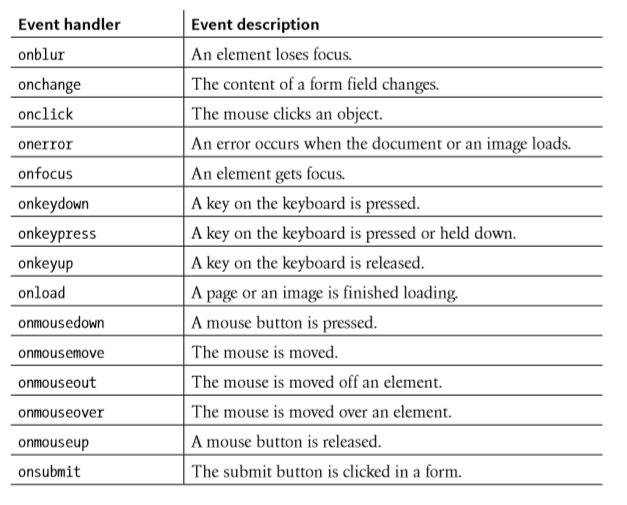 Event handler Event description
onblur An element loses focus.
onchange The content of a form field changes.
onclick The mouse clicks an object.
onerror An error occurs when the document or an image loads.
onfocus An element gets focus.
onkeydown A key on the keyboard is pressed.
onkeypress A key on the keyboard is pressed or held down.
onkeyup A key on the keyboard is released.
onload A page or an image is finished loading.
onmousedown A mouse button is pressed.
onmousemove The mouse is moved.
onmouseout The mouse is moved off an element.
onmouseover The mouse is moved over an element.
onmouseup A mouse button is released.
onsubmit The submit button is clicked in a form.